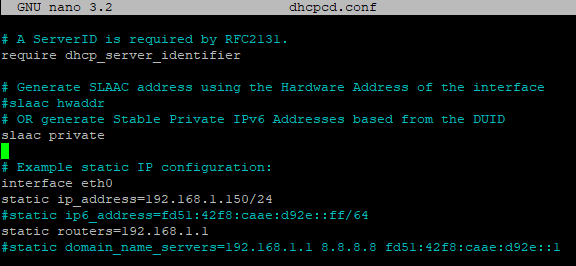 GNU nano 3.2 dhcpcd.conf
# A ServerID is required by RFC2131.
require dhcp_server_identifier
# Generate SLAAC address using the Hardware Address of the interface
#slaac hwaddr
# OR generate Stable Private IPv6 Addresses based from the DUID
slaac private
# Example static IP configuration:
interface eth0
static ip_address=192.168.1.150/24
#static ip6_address=fd51:42f8:caae:d92e::ff/64
static routers=192.168.1.1
#static domain_name_servers=192.168.1.1 8.8.8.8 fd51:42f8:caae:d92e::1